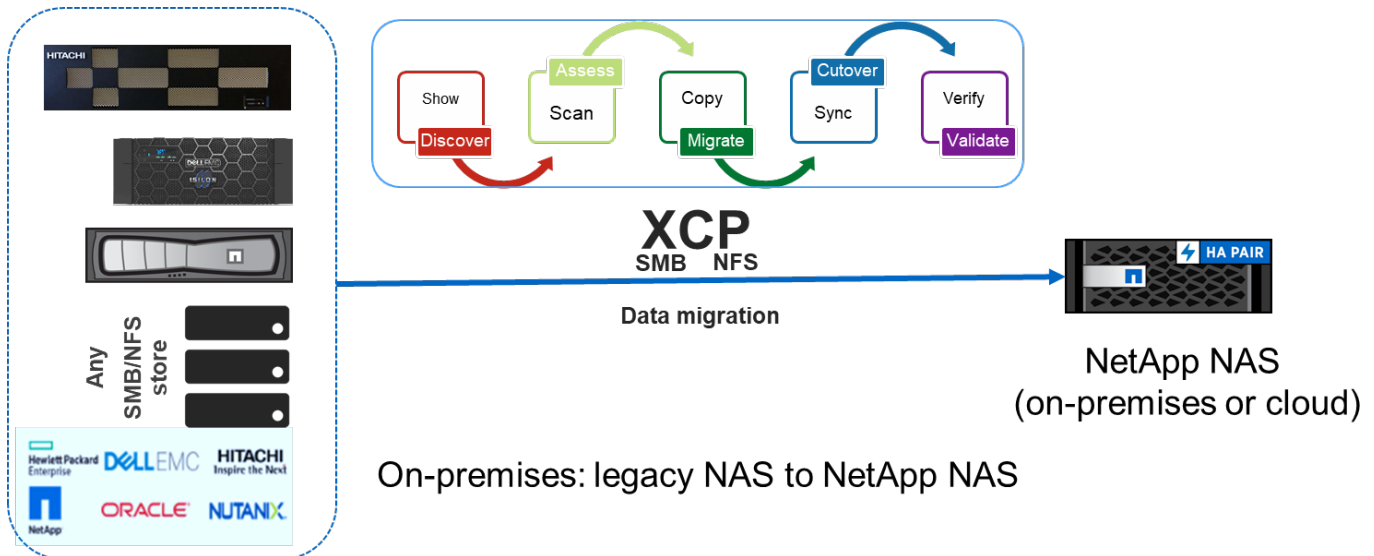 HITACHI
DELLEMC
ISILON
Any
SMB/NFS
store
Hewlett Packard
Enterprise
DELLEMC
HITACHI
Inspire the Next
NetApp
ORACLE
NUTANIX
Show
Discover
Assess
Scan
Copy
Migrate
Cutover
Sync
Verify
Validate
XCP
SMB NFS
Data migration
HA PAIR
NetApp NAS
(on-premises or cloud)
On-premises: legacy NAS to NetApp NAS